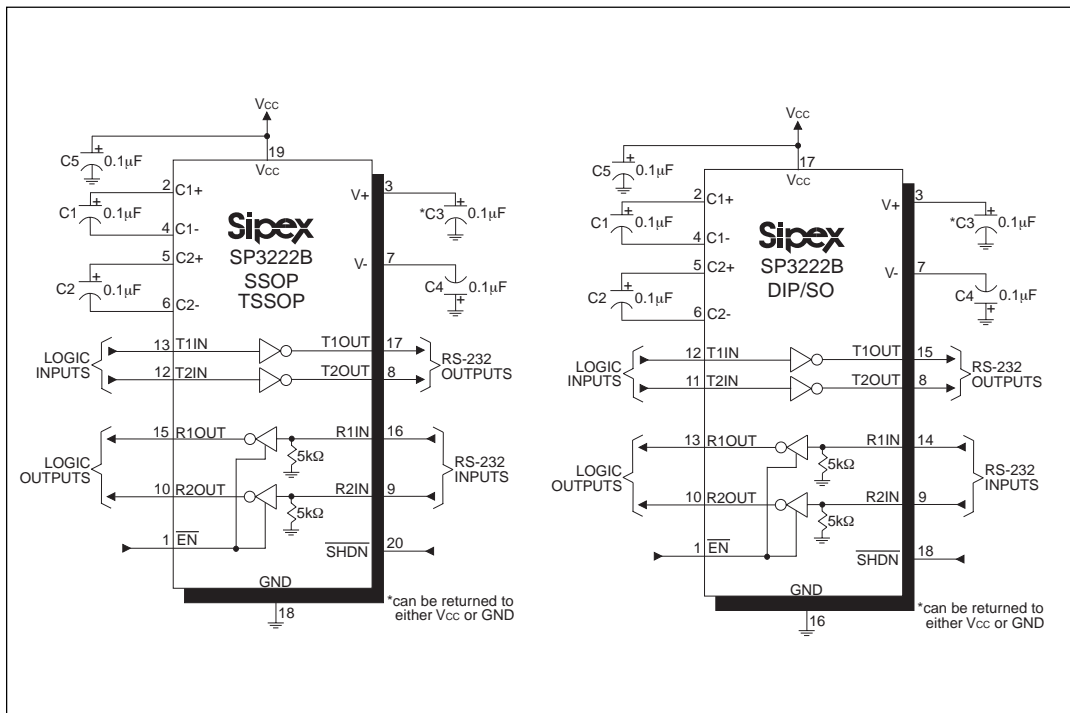 VCC
C5
+
0.1µF
19
VCC
2 C1+
C1
+
0.1µF
4 C1-
5 C2+
C2
+
0.1µF
6 C2-
V+ 3
*C3
+
0.1µF
V- 7
C4
+
0.1µF
Sipex
SP3222B
SSOP
TSSOP
LOGIC
INPUTS
13 T1IN
T1OUT 17
12 T2IN
T2OUT 8
RS-232
OUTPUTS
LOGIC
OUTPUTS
15 R1OUT
R1IN 16
5kΩ
10 R2OUT
R2IN 9
5kΩ
RS-232
INPUTS
1 EN
SHDN 20
GND
18
*can be returned to
either VCC or GND
VCC
C5
+
0.1µF
17
VCC
2 C1+
C1
+
0.1µF
4 C1-
5 C2+
C2
+
0.1µF
6 C2-
V+ 3
*C3
+
0.1µF
V- 7
C4
+
0.1µF
Sipex
SP3222B
DIP/SO
LOGIC
INPUTS
12 T1IN
T1OUT 15
11 T2IN
T2OUT 8
RS-232
OUTPUTS
LOGIC
OUTPUTS
13 R1OUT
R1IN 14
5kΩ
10 R2OUT
R2IN 9
5kΩ
RS-232
INPUTS
1 EN
SHDN 18
GND
16
*can be returned to
either VCC or GND